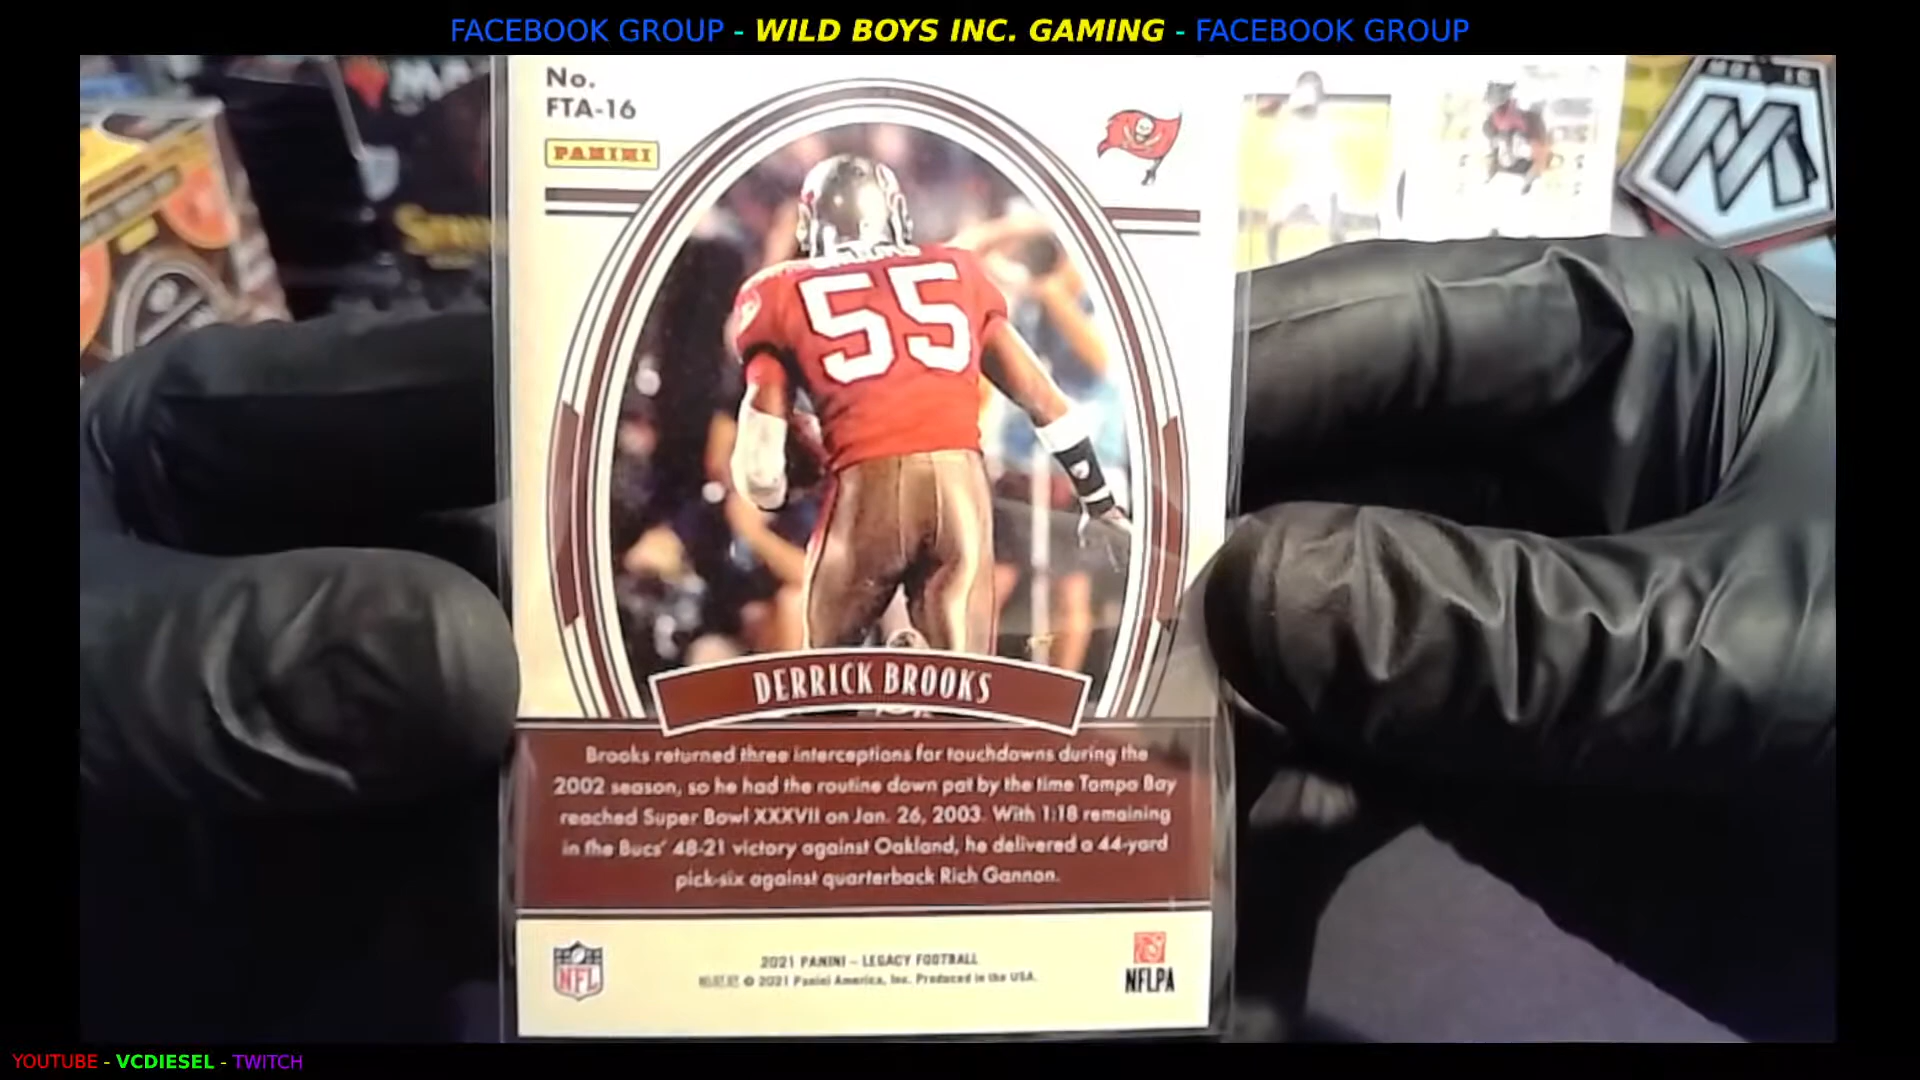 FACEBOOK GROUP - WILD BOYS INC. GAMING - FACEBOOK GROUP
No.
FTA-16
PANINI
MOSAIC
55
DERRICK BROOKS
Brooks returned three interceptions for touchdowns during the
2002 season, so he had the routine down pat by the time Tampa Bay
reached Super Bowl XXXVII on Jan. 26, 2003. With 1:18 remaining
in the Bucs' 48-21 victory against Oakland, he delivered a 44-yard
pick-six against quarterback Rich Gannon.
NFL
2021 PANINI – LEGACY FOOTBALL
© 2021 Panini America, Inc. Produced in the USA.
NFLPA
YOUTUBE - VCDIESEL - TWITCH